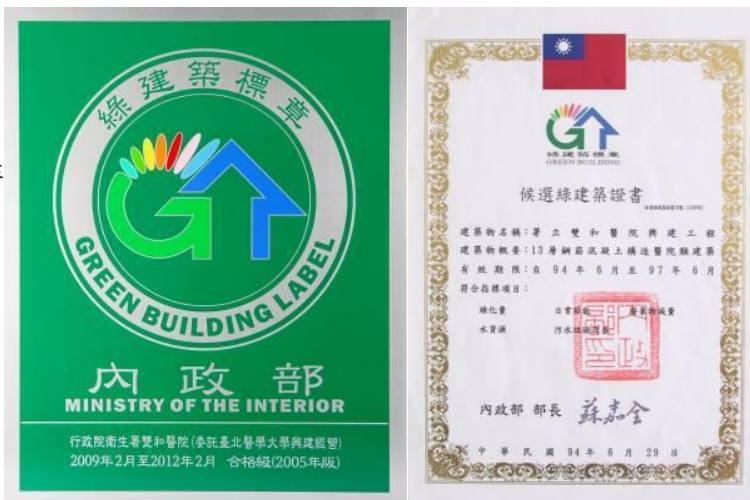 綠建築標章
GREEN BUILDING LABEL
內政部
MINISTRY OF THE INTERIOR
行政院衛生署雙和醫院(委託臺北醫學大學興建經營)
2009年2月至2012年2月 合格級(2005年版)
綠建築標章
GREEN BUILDING
候選綠建築證書
建築物名稱:署立雙和醫院興建工程
建築物概要:13層鋼筋混凝土構造醫院類建築
有效期限:自94年6月至97年6月
符合指標項目:
綠化量 日常節能 廢棄物減量
水資源 污水垃圾改善
內政部 部長 蘇嘉全
中華民國94年6月29日